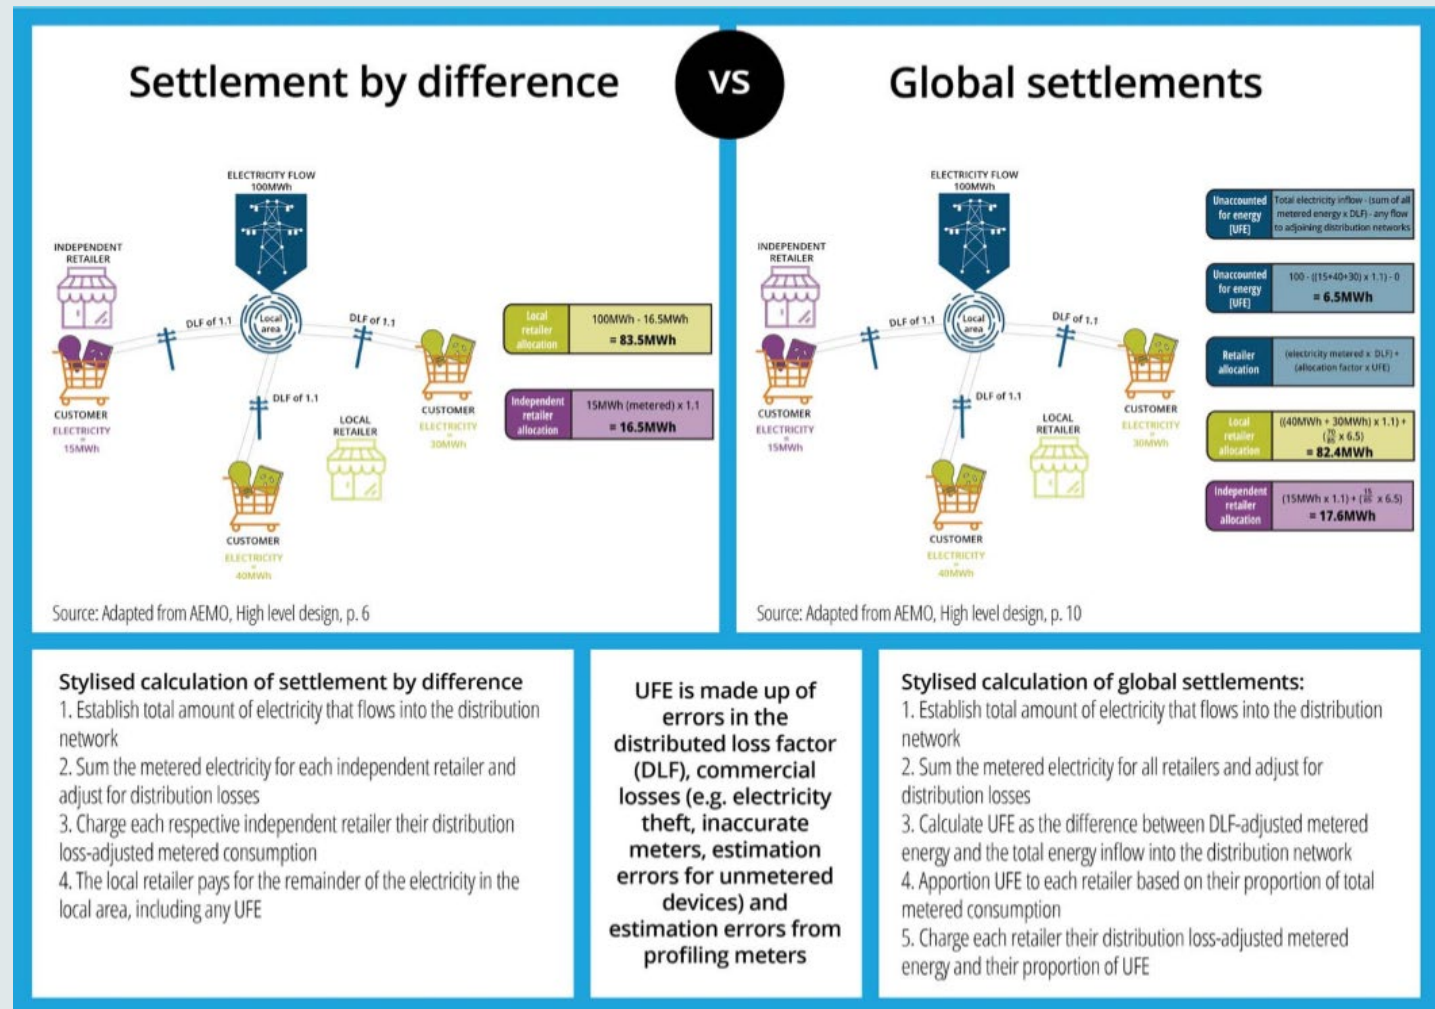 Settlement by difference
VS
Global settlements
ELECTRICITY FLOW
100MWh
INDEPENDENT
RETAILER
DLF of 1.1
Local
area
DLF of 1.1
CUSTOMER
ELECTRICITY
=
15MWh
DLF of 1.1
LOCAL
RETAILER
CUSTOMER
ELECTRICITY
=
30MWh
CUSTOMER
ELECTRICITY
=
40MWh
Local
retailer
allocation
100MWh - 16.5MWh
= 83.5MWh
Independent
retailer
allocation
15MWh (metered) x 1.1
= 16.5MWh
Source: Adapted from AEMO, High level design, p. 6
ELECTRICITY FLOW
100MWh
INDEPENDENT
RETAILER
DLF of 1.1
Local
area
DLF of 1.1
CUSTOMER
ELECTRICITY
=
15MWh
DLF of 1.1
LOCAL
RETAILER
CUSTOMER
ELECTRICITY
=
30MWh
CUSTOMER
ELECTRICITY
=
40MWh
Unaccounted
for energy
[UFE]
Total electricity inflow - (sum of all
metered energy x DLF) - any flow
to adjoining distribution networks
Unaccounted
for energy
[UFE]
100 - ((15+40+30) x 1.1) - 0
= 6.5MWh
Retailer
allocation
(electricity metered x DLF) +
(allocation factor x UFE)
Local
retailer
allocation
((40MWh + 30MWh) x 1.1) +
(70/85 x 6.5)
= 82.4MWh
Independent
retailer
allocation
(15MWh x 1.1) + (15/85 x 6.5)
= 17.6MWh
Source: Adapted from AEMO, High level design, p. 10
Stylised calculation of settlement by difference
1. Establish total amount of electricity that flows into the distribution
network
2. Sum the metered electricity for each independent retailer and
adjust for distribution losses
3. Charge each respective independent retailer their distribution
loss-adjusted metered consumption
4. The local retailer pays for the remainder of the electricity in the
local area, including any UFE
UFE is made up of
errors in the
distributed loss factor
(DLF), commercial
losses (e.g. electricity
theft, inaccurate
meters, estimation
errors for unmetered
devices) and
estimation errors from
profiling meters
Stylised calculation of global settlements:
1. Establish total amount of electricity that flows into the distribution
network
2. Sum the metered electricity for all retailers and adjust for
distribution losses
3. Calculate UFE as the difference between DLF-adjusted metered
energy and the total energy inflow into the distribution network
4. Apportion UFE to each retailer based on their proportion of total
metered consumption
5. Charge each retailer their distribution loss-adjusted metered
energy and their proportion of UFE